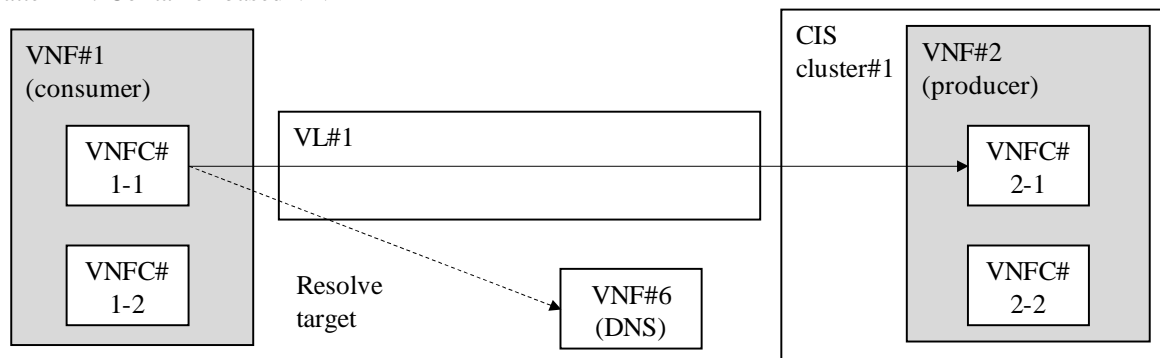 VNF#1
(consumer)
VNFC#
1-1
VNFC#
1-2
VL#1
Resolve
target
VNF#6
(DNS)
CIS
cluster#1
VNF#2
(producer)
VNFC#
2-1
VNFC#
2-2